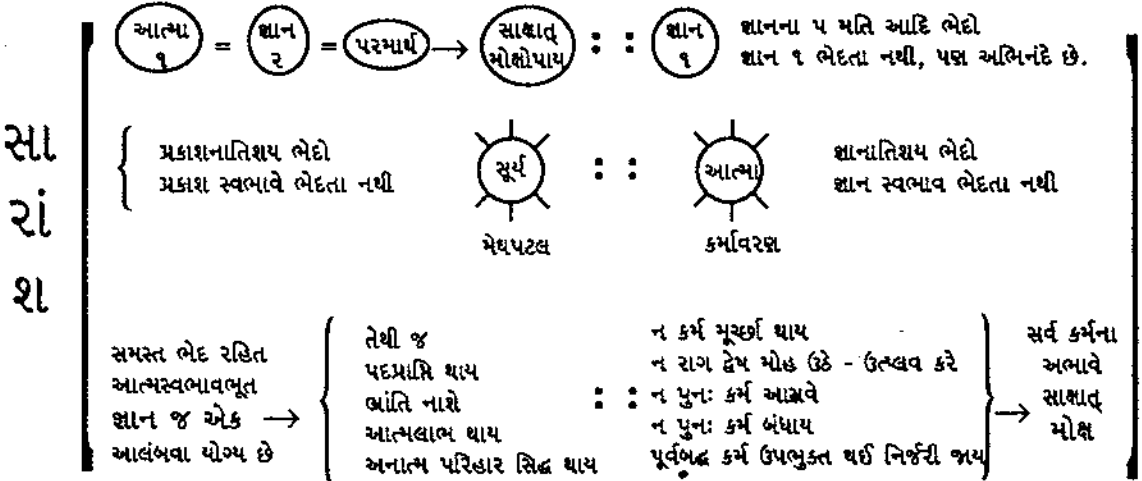 સારાંશ
આત્મા ૧ = જ્ઞાન ૨ = પરમાર્થ → સાક્ષાત્ મોક્ષોપાય : : જ્ઞાન ૧
જ્ઞાનના ૫ મતિ આદિ ભેદો
જ્ઞાન ૧ ભેદતા નથી, પણ અભિનંદે છે.
પ્રકાશનાતિશય ભેદો
પ્રકાશ સ્વભાવે ભેદતા નથી
સૂર્ય
મેઘપટલ
: :
આત્મા
કર્માવરણ
જ્ઞાનાતિશય ભેદો
જ્ઞાન સ્વભાવ ભેદતા નથી
સમસ્ત ભેદ રહિત
આત્મસ્વભાવભૂત
જ્ઞાન જ એક →
આલંબવા યોગ્ય છે
તેથી જ
પદપ્રાપ્તિ થાય
ભ્રાંતિ નાશે
આત્મલાભ થાય
અનાત્મ પરિહાર સિદ્ધ થાય
: :
ન કર્મ મૂર્ચ્છા થાય
ન રાગ દ્વેષ મોહ ઉઠે - ઉત્પ્લવ કરે
ન પુનઃ કર્મ આસ્રવે
ન પુનઃ કર્મ બંધાય
પૂર્વબદ્ધ કર્મ ઉપભુક્ત થઈ નિર્જરી જાય
→
સર્વ કર્મના
અભાવે
સાક્ષાત્
મોક્ષ